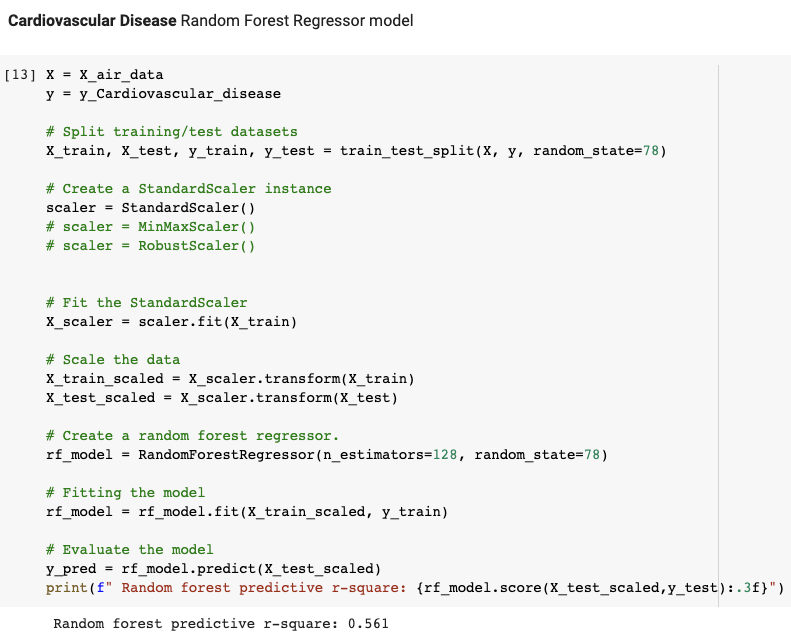 Cardiovascular Disease Random Forest Regressor model
[13] X = X_air_data
y = y_Cardiovascular_disease
# Split training/test datasets
X_train, X_test, y_train, y_test = train_test_split(X, y, random_state=78)
# Create a StandardScaler instance
scaler = StandardScaler()
# scaler = MinMaxScaler()
# scaler = RobustScaler()
# Fit the StandardScaler
X_scaler = scaler.fit(X_train)
# Scale the data
X_train_scaled = X_scaler.transform(X_train)
X_test_scaled = X_scaler.transform(X_test)
# Create a random forest regressor.
rf_model = RandomForestRegressor(n_estimators=128, random_state=78)
# Fitting the model
rf_model = rf_model.fit(X_train_scaled, y_train)
# Evaluate the model
y_pred = rf_model.predict(X_test_scaled)
print(f" Random forest predictive r-square: {rf_model.score(X_test_scaled,y_test):.3f}")
Random forest predictive r-square: 0.561